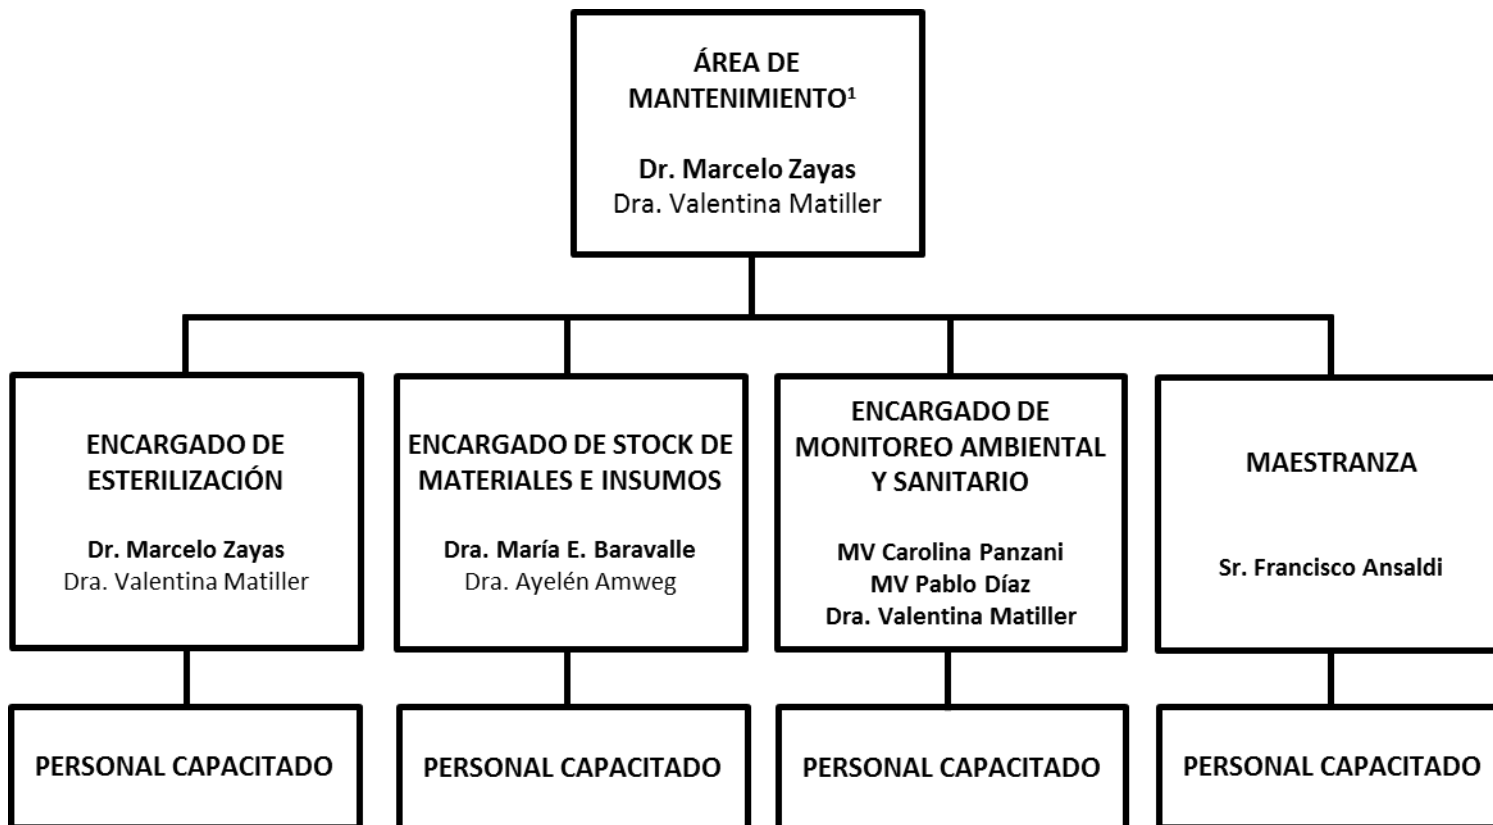 ÁREA DE
MANTENIMIENTO¹
Dr. Marcelo Zayas
Dra. Valentina Matiller
ENCARGADO DE
ESTERILIZACIÓN
Dr. Marcelo Zayas
Dra. Valentina Matiller
ENCARGADO DE STOCK DE
MATERIALES E INSUMOS
Dra. María E. Baravalle
Dra. Ayelén Amweg
ENCARGADO DE
MONITOREO AMBIENTAL
Y SANITARIO
MV Carolina Panzani
MV Pablo Díaz
Dra. Valentina Matiller
MAESTRANZA
Sr. Francisco Ansaldi
PERSONAL CAPACITADO
PERSONAL CAPACITADO
PERSONAL CAPACITADO
PERSONAL CAPACITADO